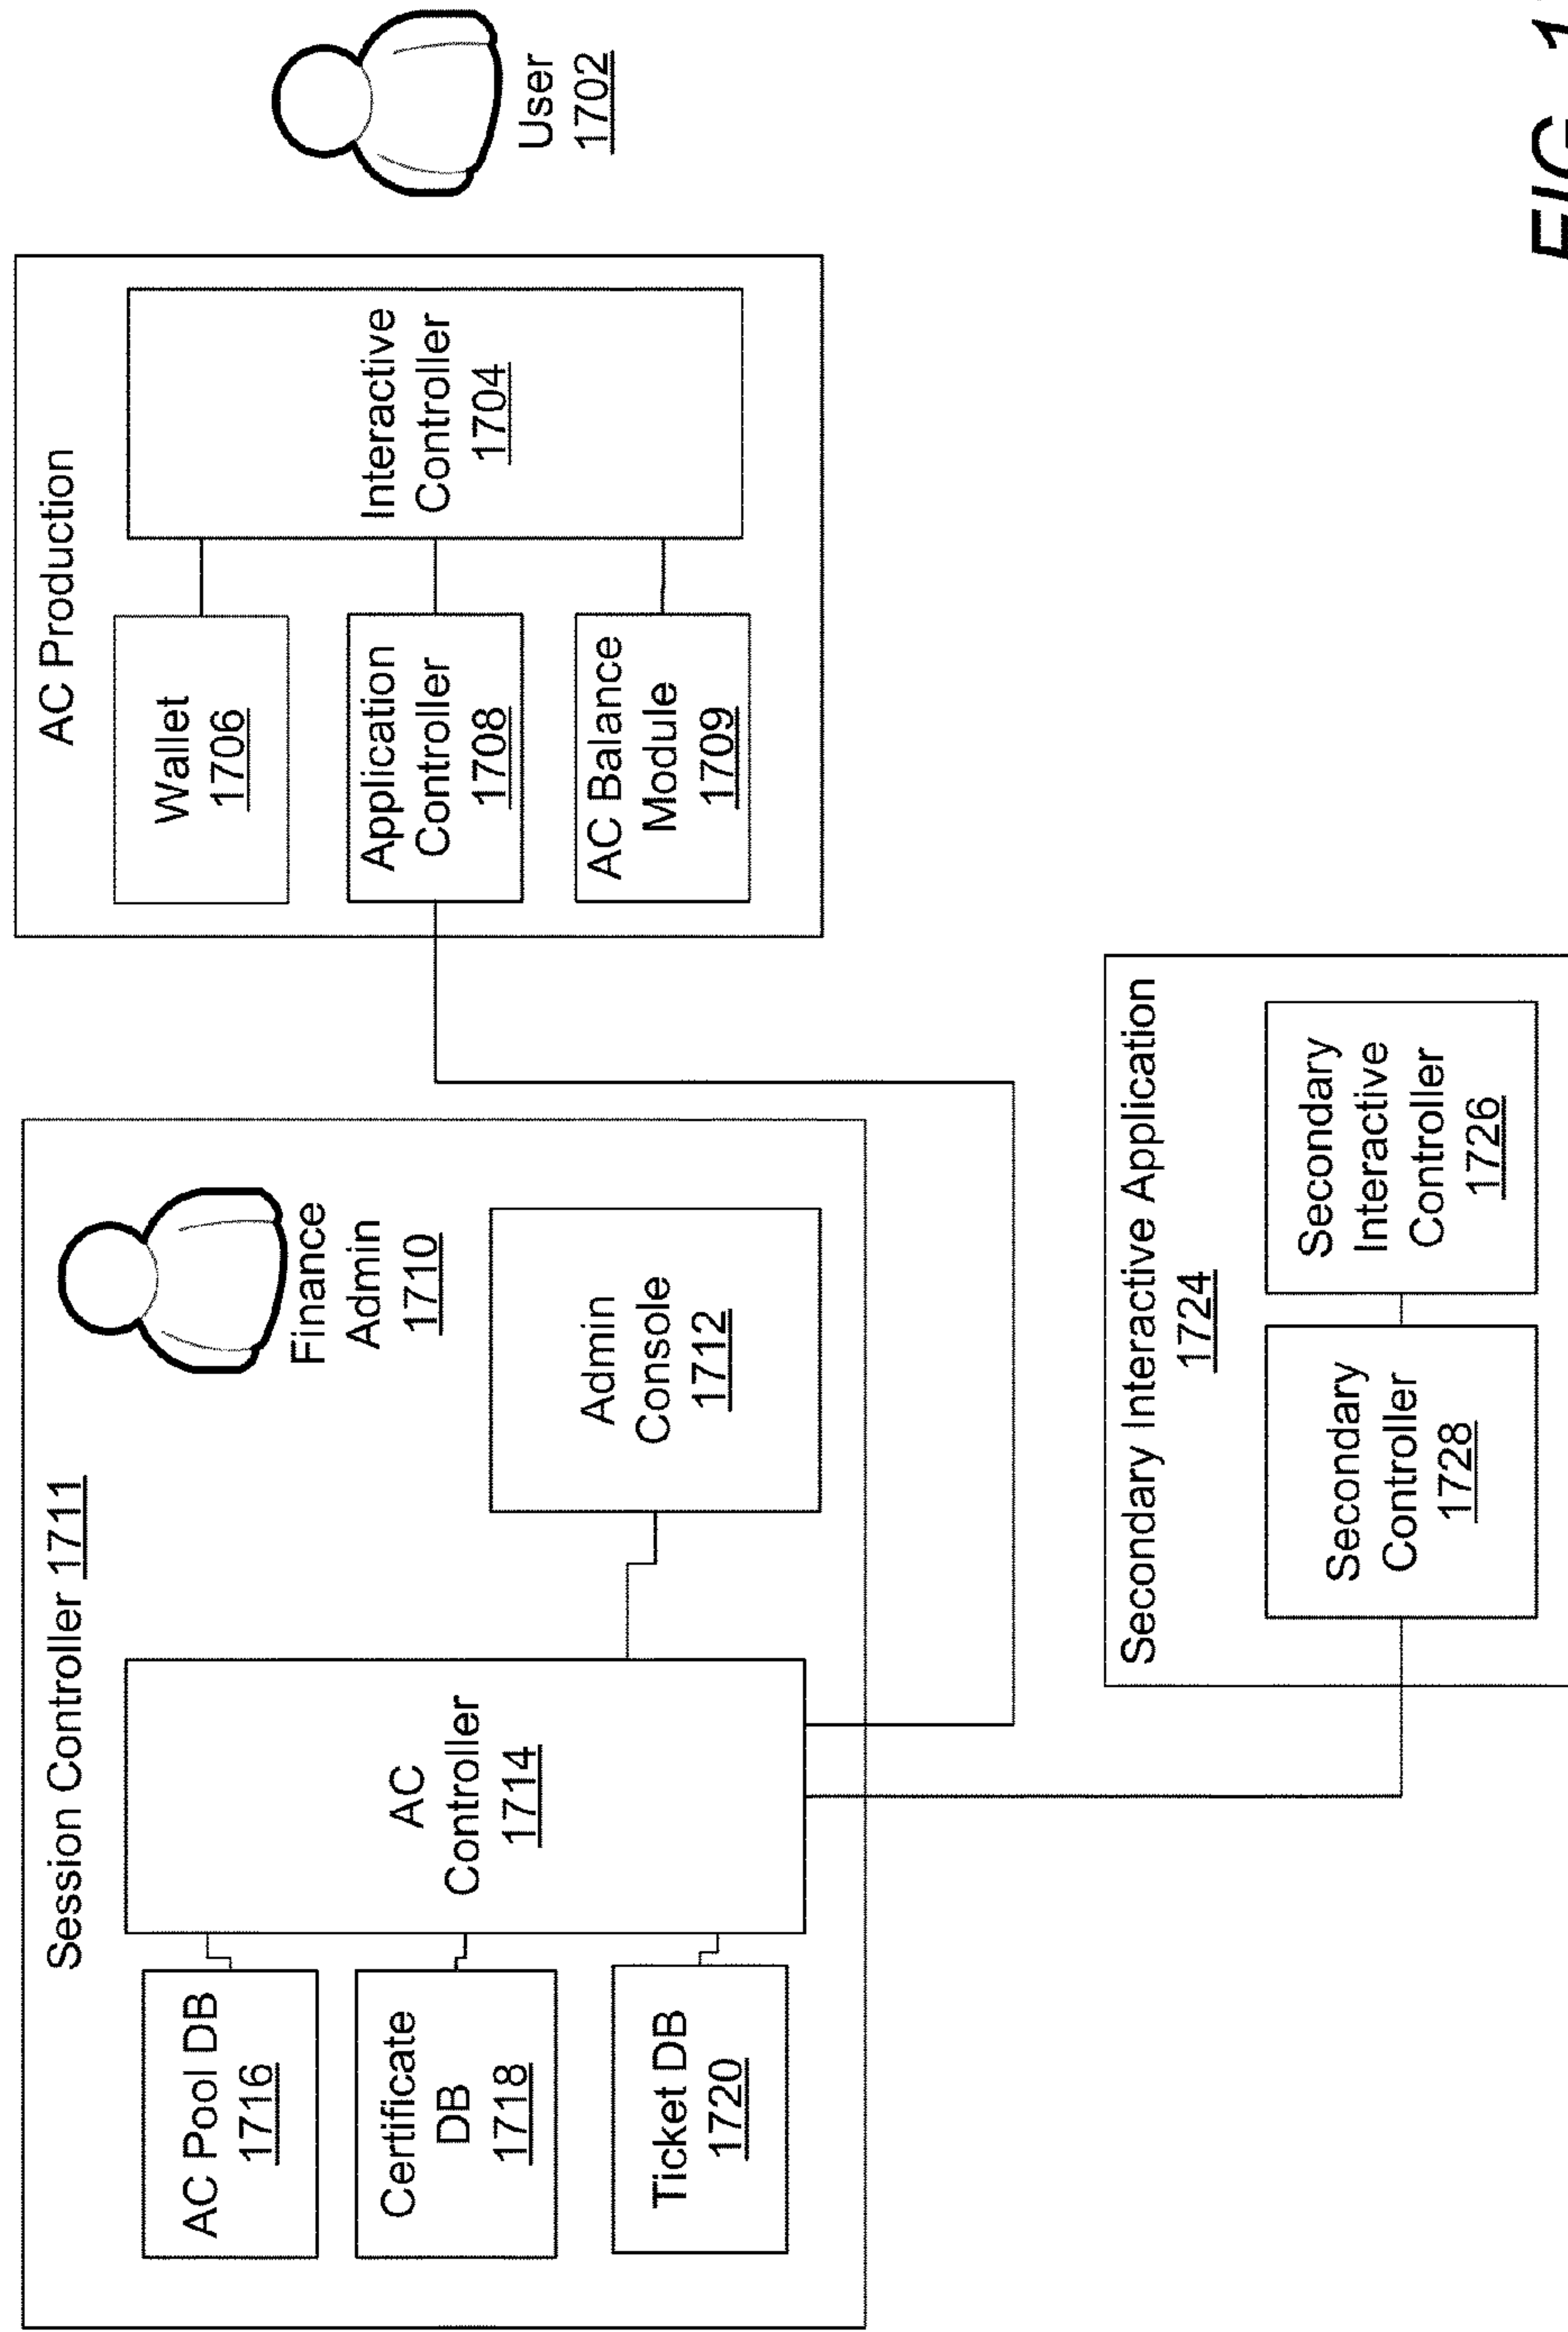 Session Controller 1711
AC Pool DB
1716
Certificate
DB
1718
Ticket DB
1720
AC
Controller
1714
Finance
Admin
1710
Admin
Console
1712
AC Production
Wallet
1706
Application
Controller
1708
AC Balance
Module
1709
Interactive
Controller
1704
User
1702
Secondary Interactive Application
1724
Secondary
Controller
1728
Secondary
Interactive
Controller
1726
FIG. 1